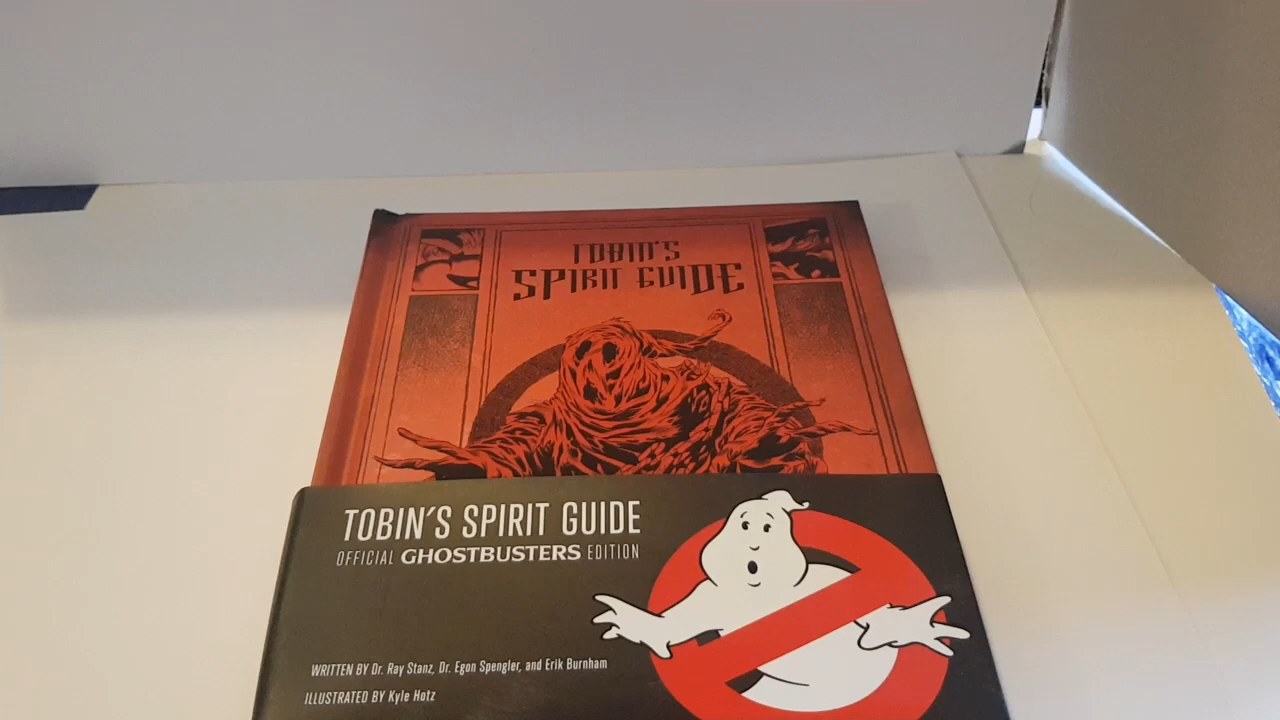 TOBIN'S
SPIRIT GUIDE
TOBIN'S SPIRIT GUIDE
OFFICIAL GHOSTBUSTERS EDITION
WRITTEN BY Dr. Ray Stanz, Dr. Egon Spengler, and Erik Burnham
ILLUSTRATED BY Kyle Hotz